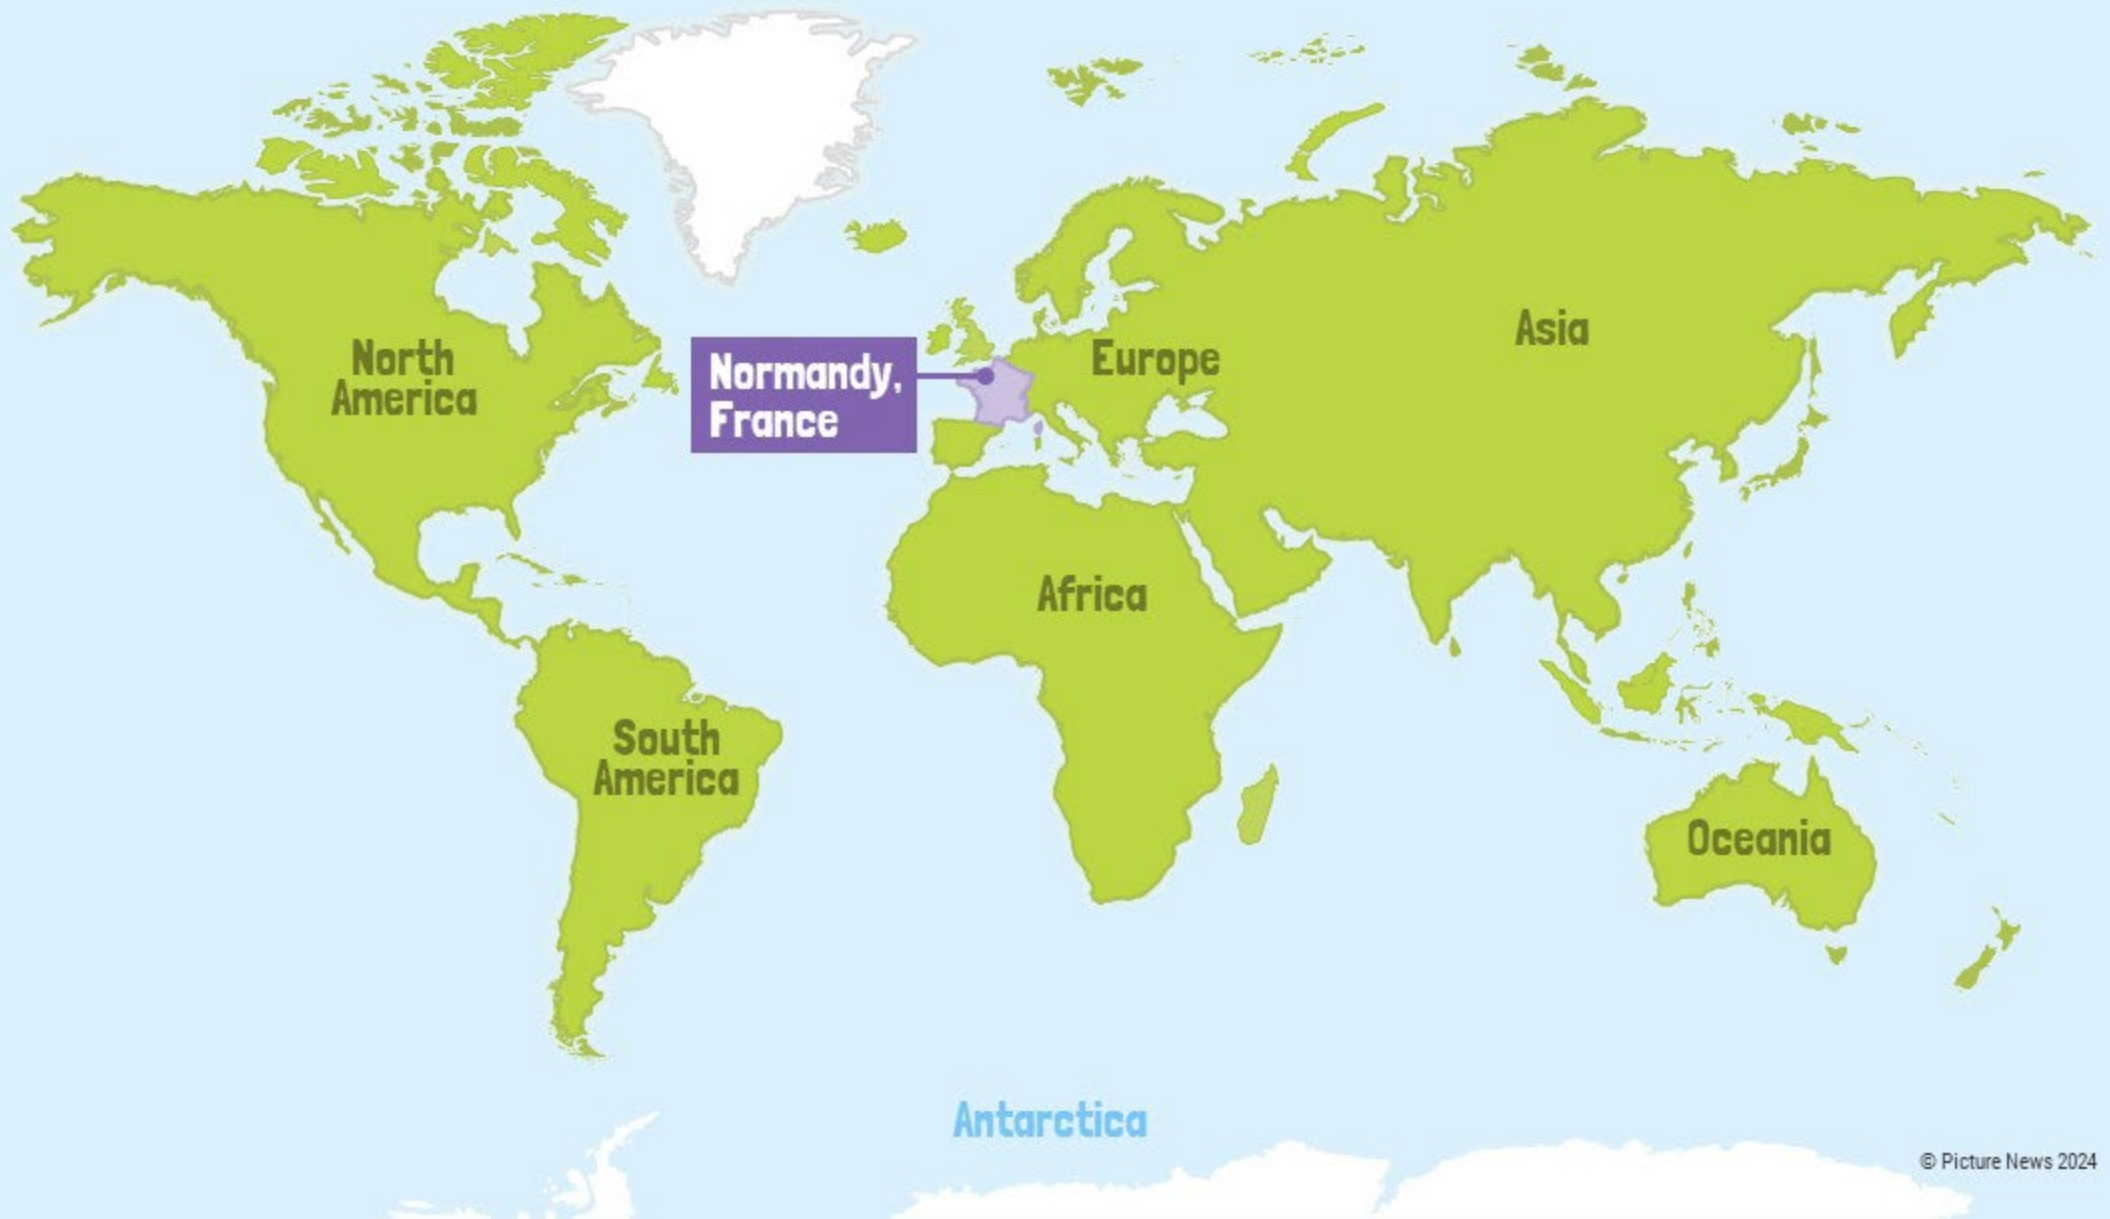 North
America
Normandy,
France
Europe
Asia
Africa
South
America
Oceania
Antarctica
© Picture News 2024